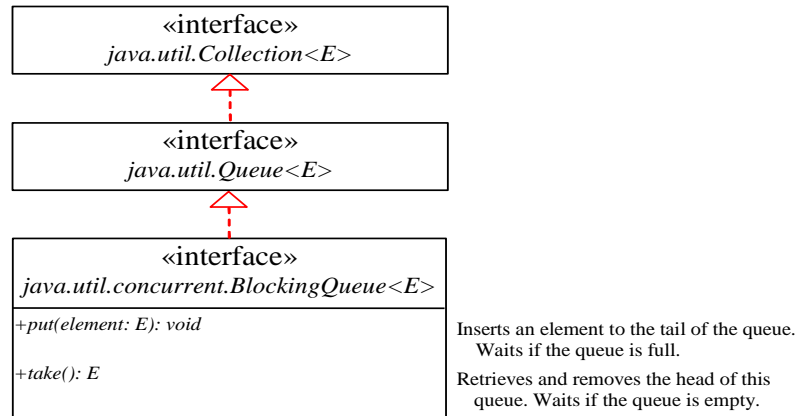 «interface»
java.util.Collection<E>
«interface»
java.util.Queue<E>
«interface»
java.util.concurrent.BlockingQueue<E>
+put(element: E): void
Inserts an element to the tail of the queue.
Waits if the queue is full.
+take(): E
Retrieves and removes the head of this
queue. Waits if the queue is empty.